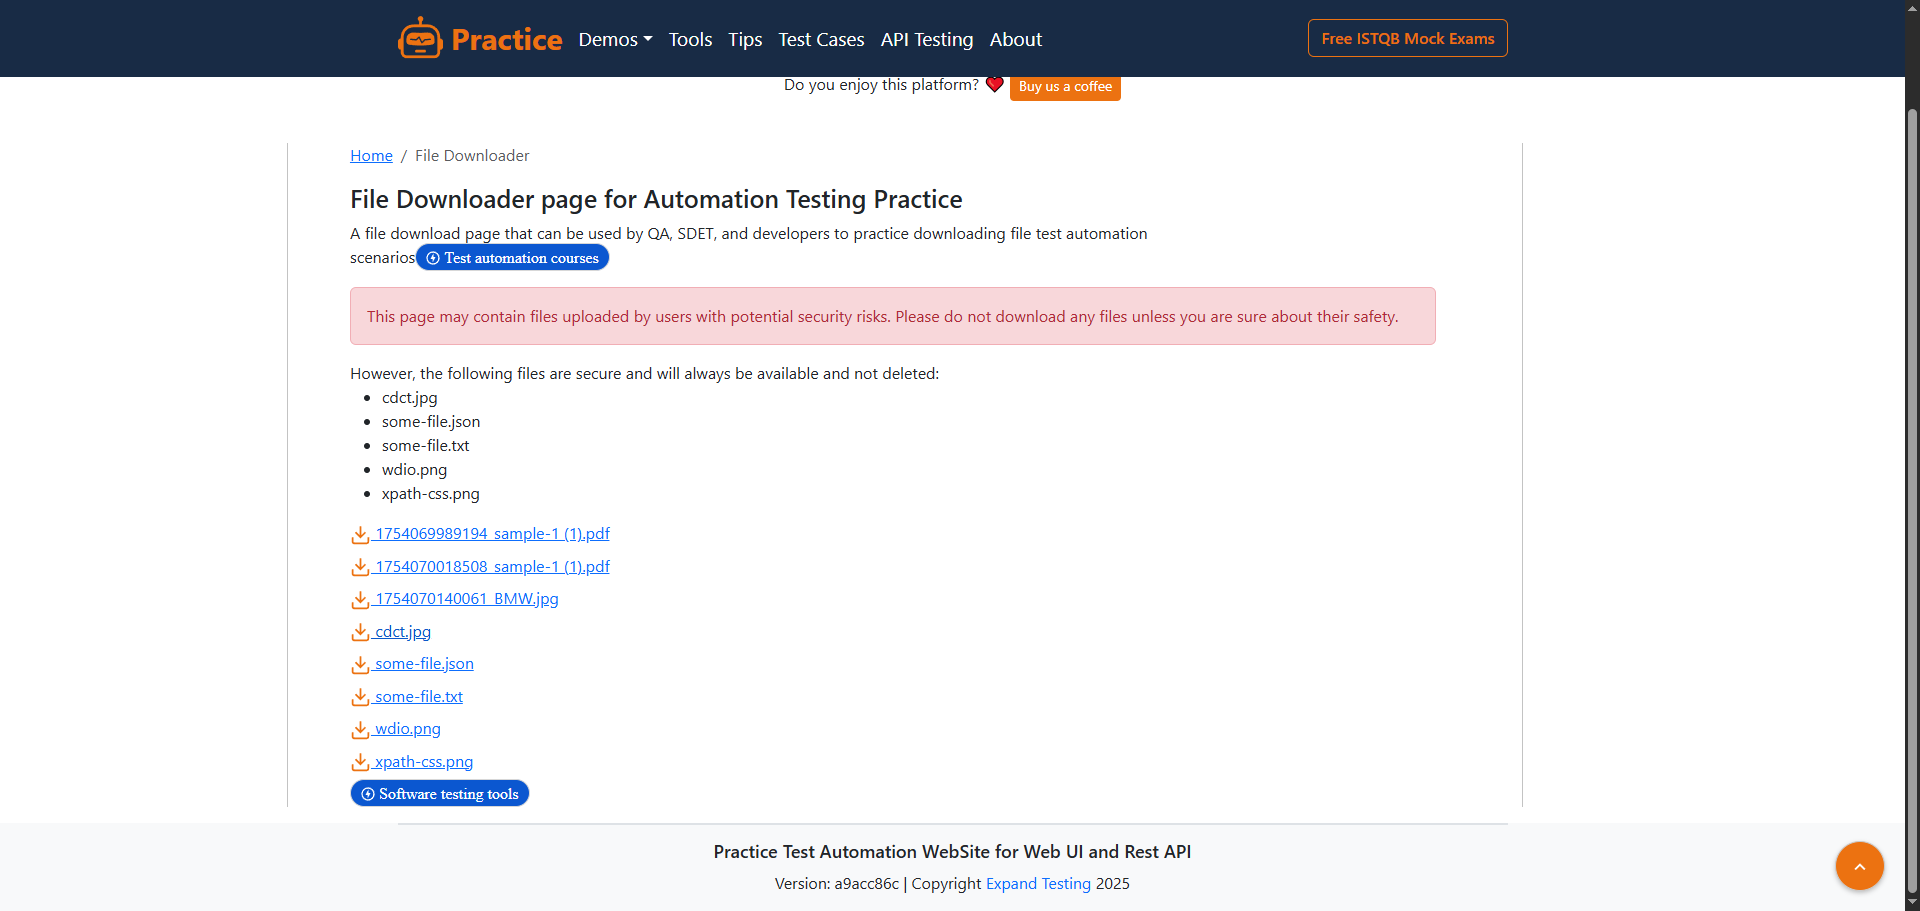 Practice Demos Tools Tips Test Cases API Testing About Free ISTQB Mock Exams
Do you enjoy this platform? Buy us a coffee
Home / File Downloader
File Downloader page for Automation Testing Practice
A file download page that can be used by QA, SDET, and developers to practice downloading file test automation
scenarios Test automation courses
This page may contain files uploaded by users with potential security risks. Please do not download any files unless you are sure about their safety.
However, the following files are secure and will always be available and not deleted:
cdct.jpg
some-file.json
some-file.txt
wdio.png
xpath-css.png
1754069989194_sample-1 (1).pdf
1754070018508_sample-1 (1).pdf
1754070140061_BMW.jpg
cdct.jpg
some-file.json
some-file.txt
wdio.png
xpath-css.png
Software testing tools
Practice Test Automation WebSite for Web UI and Rest API
Version: a9acc86c | Copyright Expand Testing 2025